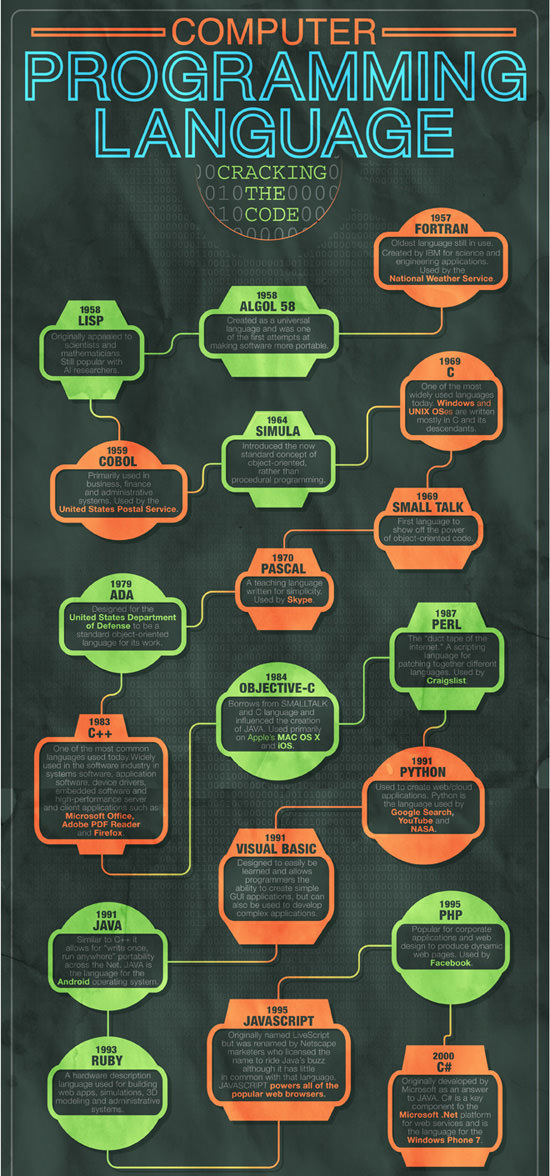 COMPUTER
PROGRAMMING
LANGUAGE
CRACKING
THE
CODE
1957
FORTRAN
Oldest language still in use.
Created by IBM for science and
engineering applications.
Used by the
National Weather Service.
1958
ALGOL 58
Created as a universal
language and was one
of the first attempts at
making software more portable.
1958
LISP
Originally appealed to
scientists and
mathematicians.
Still popular with
AI researchers.
1959
COBOL
Primarily used in
business, finance
and administrative
systems. Used by the
United States Postal Service.
1964
SIMULA
Introduced the now
standard concept of
object-oriented,
rather than
procedural programming.
1969
C
One of the most
widely used languages
today. Windows and
UNIX OSes are written
mostly in C and its
descendants.
1969
SMALL TALK
First language to
show off the power
of object-oriented code.
1970
PASCAL
A teaching language
written for simplicity.
Used by Skype.
1979
ADA
Designed for the
United States Department
of Defense to be a
standard object-oriented
language for its work.
1983
C++
One of the most common
languages used today. Widely
used in the software industry in
systems software, application
software, device drivers,
embedded software and
high-performance server
and client applications such as
Microsoft Office,
Adobe PDF Reader
and Firefox.
1984
OBJECTIVE-C
Borrows from SMALLTALK
and C language and
influenced the creation
of JAVA. Used primarily
on Apple's MAC OS X
and iOS.
1987
PERL
The "duct tape of the
internet." A scripting
language for
patching together different
languages. Used by
Craigslist.
1991
PYTHON
Used to create web/cloud
applications. Python is
the language used by
Google Search,
YouTube and
NASA.
1991
VISUAL BASIC
Designed to easily be
learned and allows
programmers the
ability to create simple
GUI applications, but can
also be used to develop
complex applications.
1991
JAVA
Similar to C++ it
allows for "write once,
run anywhere" portability
across the Net. JAVA is
the language for the
Android operating system.
1993
RUBY
A hardware description
language used for building
web apps, simulations, 3D
modeling and administrative
systems.
1995
JAVASCRIPT
Originally named LiveScript
but was renamed by Netscape
marketers who licensed the
name to ride Java's buzz
although it has little
in common with that language.
JAVASCRIPT powers all of the
popular web browsers.
1995
PHP
Popular for corporate
applications and web
design to produce dynamic
web pages. Used by
Facebook.
2000
C#
Originally developed by
Microsoft as an answer
to JAVA. C# is a key
component to the
Microsoft .Net platform
for web services and is
the language for the
Windows Phone 7.